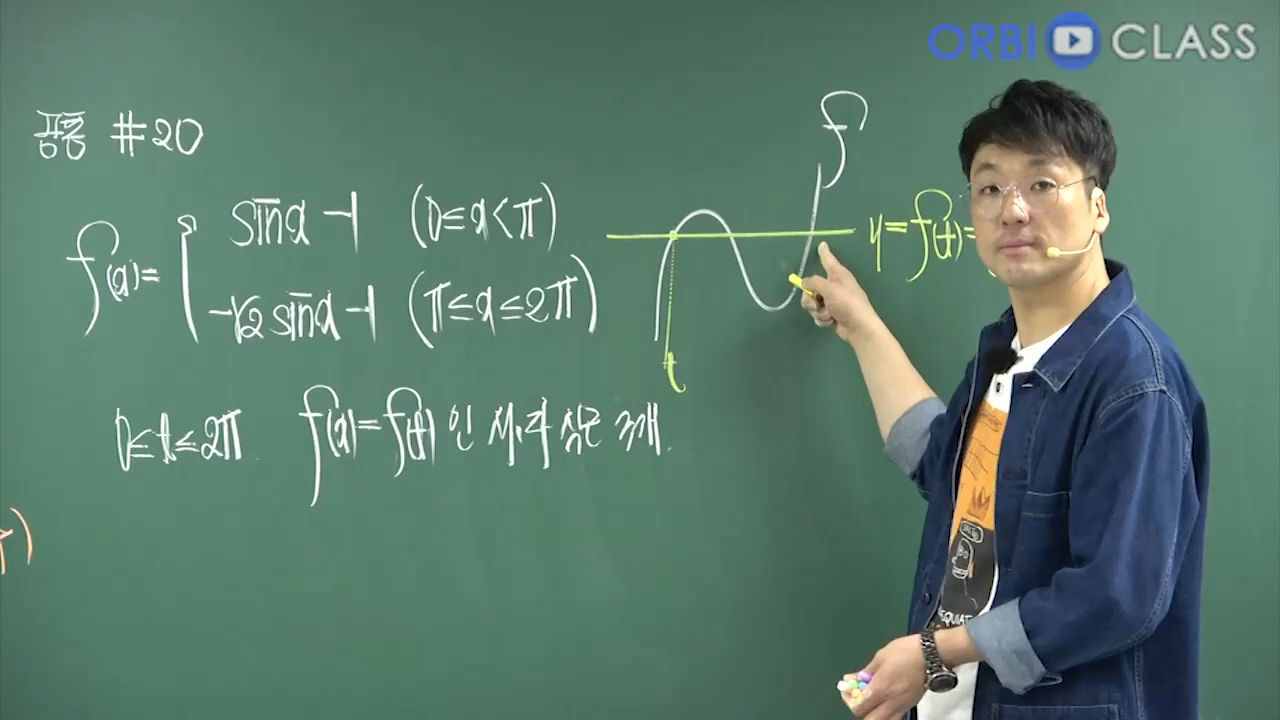 ORBI CLASS
공통 #20
f(x)= { sinx -1 (0≤x<π)
-√2 sinx -1 (π≤x≤2π)
0≤t≤2π. f(x)=f(t) 인 서로 다른 실근 3개.
f
y=f(t)=
t